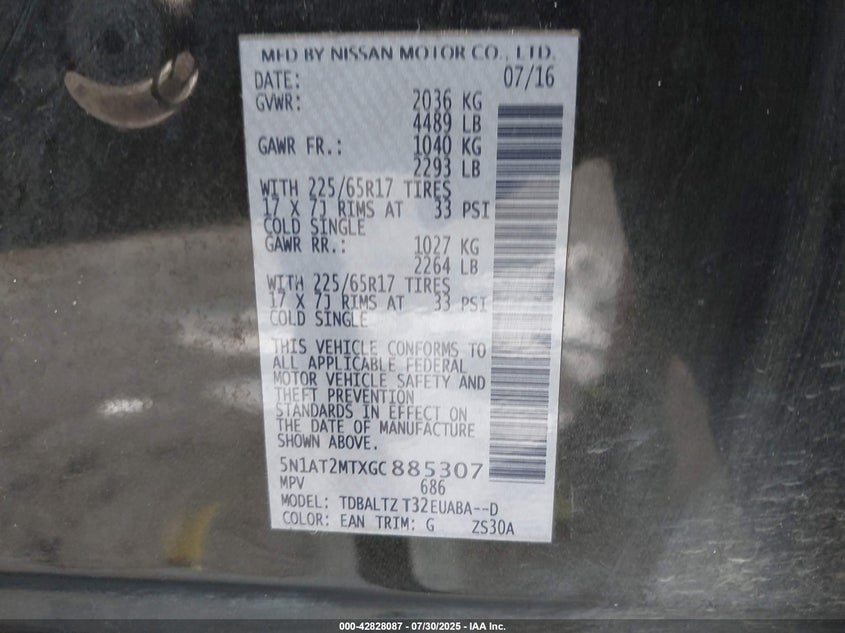 MFD BY NISSAN MOTOR CO., LTD.
DATE: 07/16
GVWR: 2036 KG
4489 LB
GAWR FR.: 1040 KG
2293 LB
WITH 225/65R17 TIRES
17 X 7J RIMS AT 33 PSI
COLD SINGLE
GAWR RR.: 1027 KG
2264 LB
WITH 225/65R17 TIRES
17 X 7J RIMS AT 33 PSI
COLD SINGLE
THIS VEHICLE CONFORMS TO
ALL APPLICABLE FEDERAL
MOTOR VEHICLE SAFETY AND
THEFT PREVENTION
STANDARDS IN EFFECT ON
THE DATE OF MANUFACTURE
SHOWN ABOVE.
5N1AT2MTXGC885307
MPV 686
MODEL: TDBALTZ T32EUABA--D
COLOR: EAN TRIM: G ZS30A
000-42828087 - 07/30/2025 - IAA Inc.